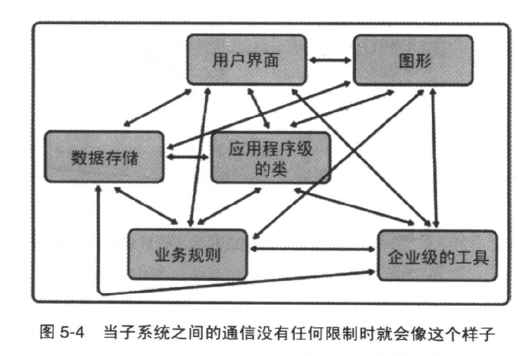 用户界面
图形
数据存储
应用程序级
的类
业务规则
企业级的工具
图 5-4 当子系统之间的通信没有任何限制时就会像这个样子